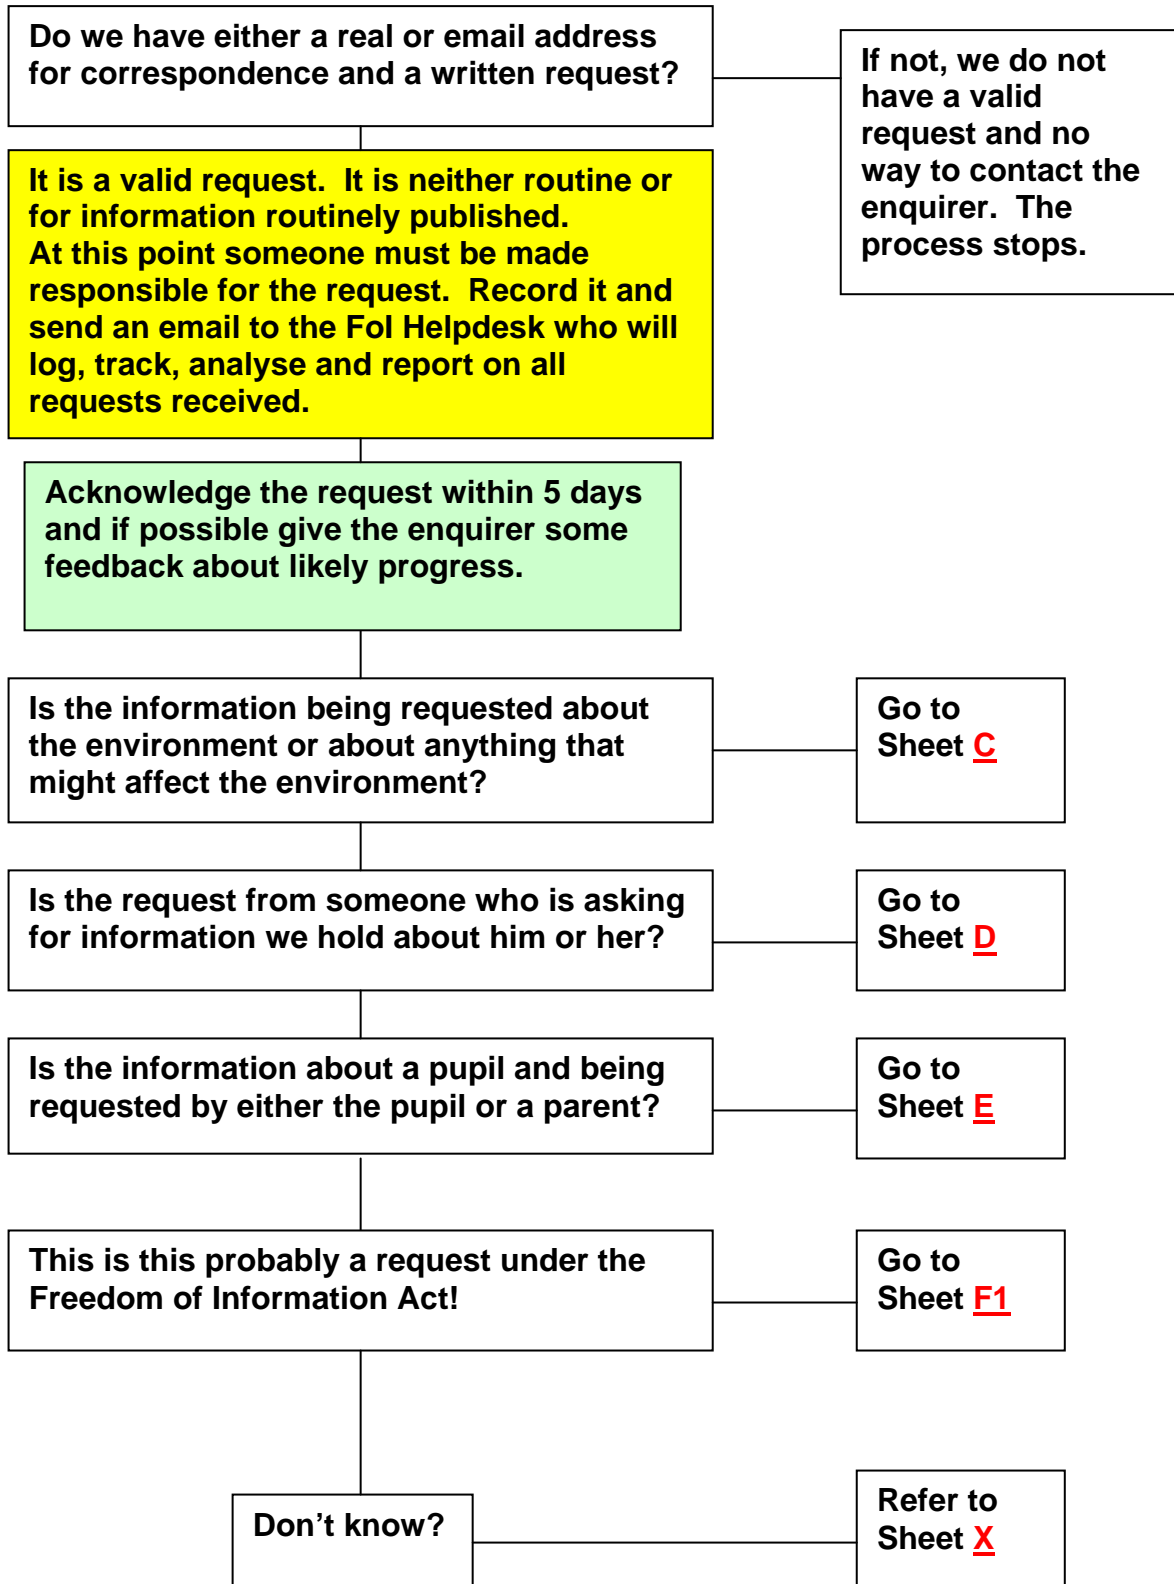 Do we have either a real or email address
for correspondence and a written request?
If not, we do not
have a valid
request and no
way to contact the
enquirer.  The
process stops.
It is a valid request.  It is neither routine or
for information routinely published.
At this point someone must be made
responsible for the request.  Record it and
send an email to the FoI Helpdesk who will
log, track, analyse and report on all
requests received.
Acknowledge the request within 5 days
and if possible give the enquirer some
feedback about likely progress.
Is the information being requested about
the environment or about anything that
might affect the environment?
Go to
Sheet C
Is the request from someone who is asking
for information we hold about him or her?
Go to
Sheet D
Is the information about a pupil and being
requested by either the pupil or a parent?
Go to
Sheet E
This is this probably a request under the
Freedom of Information Act!
Go to
Sheet F1
Don't know?
Refer to
Sheet X